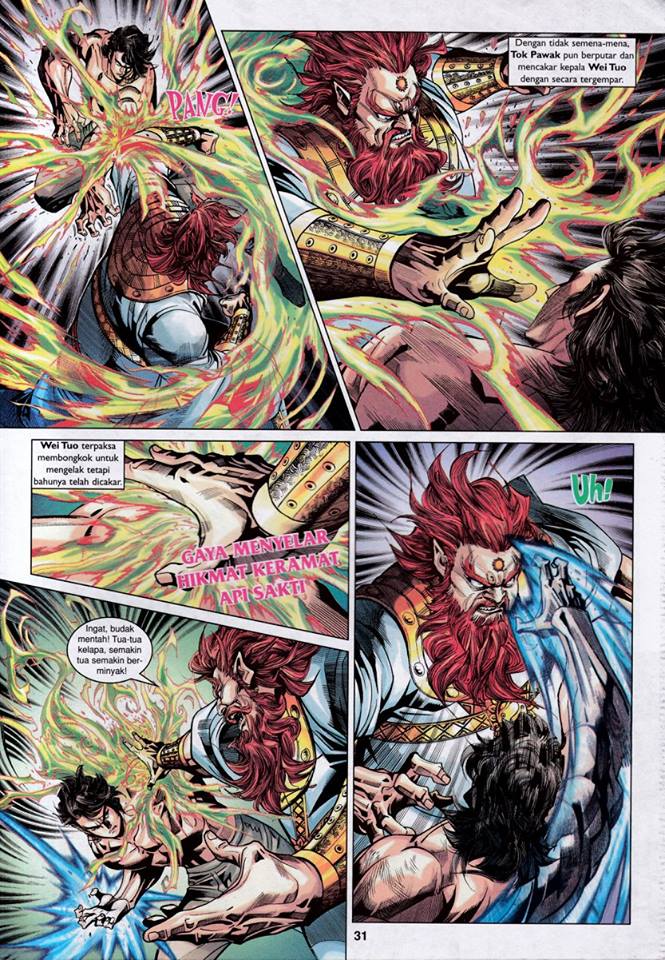 PANG!
Dengan tidak semena-mena,
Tok Pawak pun berputar dan
mencakar kepala Wei Tuo
dengan secara tergempar.
Wei Tuo terpaksa
membongkok untuk
mengelak tetapi
bahunya telah dicakar.
GAYA MENYELAR
HIKMAT KERAMAT
API SAKTI
Uh!
Ingat, budak
mentah! Tua-tua
kelapa, semakin
tua semakin ber-
minyak!
31